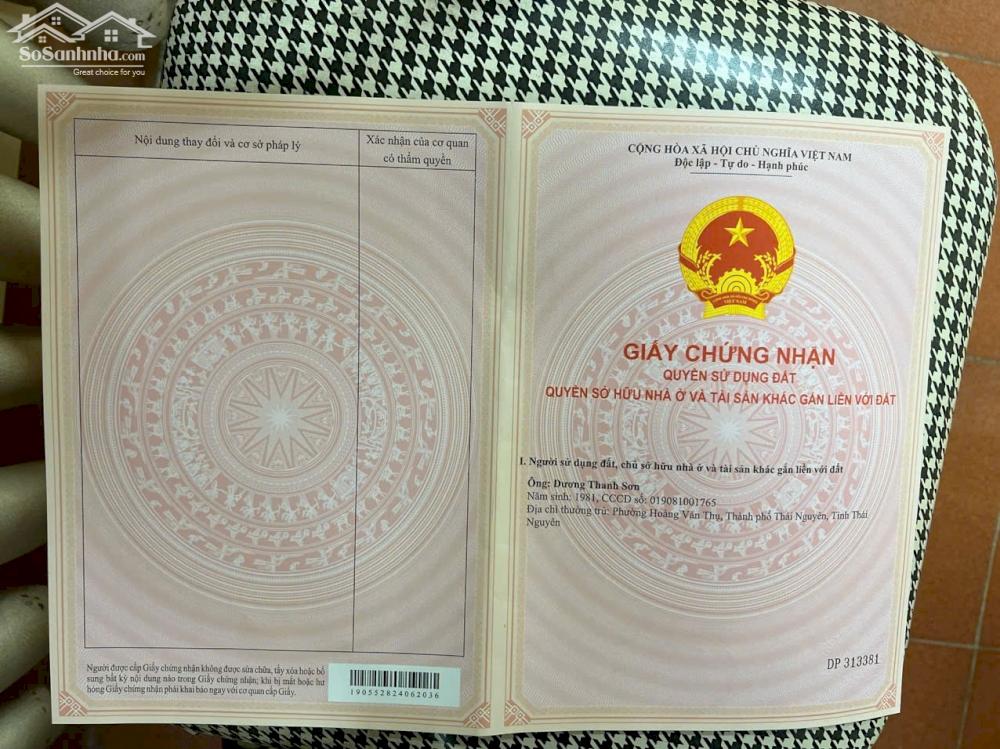 SoSanhnha.com
Great choice for you
Nội dung thay đổi và cơ sở pháp lý
Xác nhận của cơ quan
có thẩm quyền
Người được cấp Giấy chứng nhận không được sửa chữa, tẩy xóa hoặc bổ
sung bất kỳ nội dung nào trong Giấy chứng nhận; khi bị mất hoặc hư
hỏng Giấy chứng nhận phải khai báo ngay với cơ quan cấp Giấy.
190552824062036
CỘNG HÒA XÃ HỘI CHỦ NGHĨA VIỆT NAM
Độc lập - Tự do - Hạnh phúc
VIỆT NAM
GIẤY CHỨNG NHẬN
QUYỀN SỬ DỤNG ĐẤT
QUYỀN SỞ HỮU NHÀ Ở VÀ TÀI SẢN KHÁC GẮN LIỀN VỚI ĐẤT
I. Người sử dụng đất, chủ sở hữu nhà ở và tài sản khác gắn liền với đất
Ông: Dương Thanh Sơn
Năm sinh: 1981, CCCD số: 019081001765
Địa chỉ thường trú: Phường Hoàng Văn Thụ, Thành phố Thái Nguyên, Tỉnh Thái
Nguyên
DP 313381